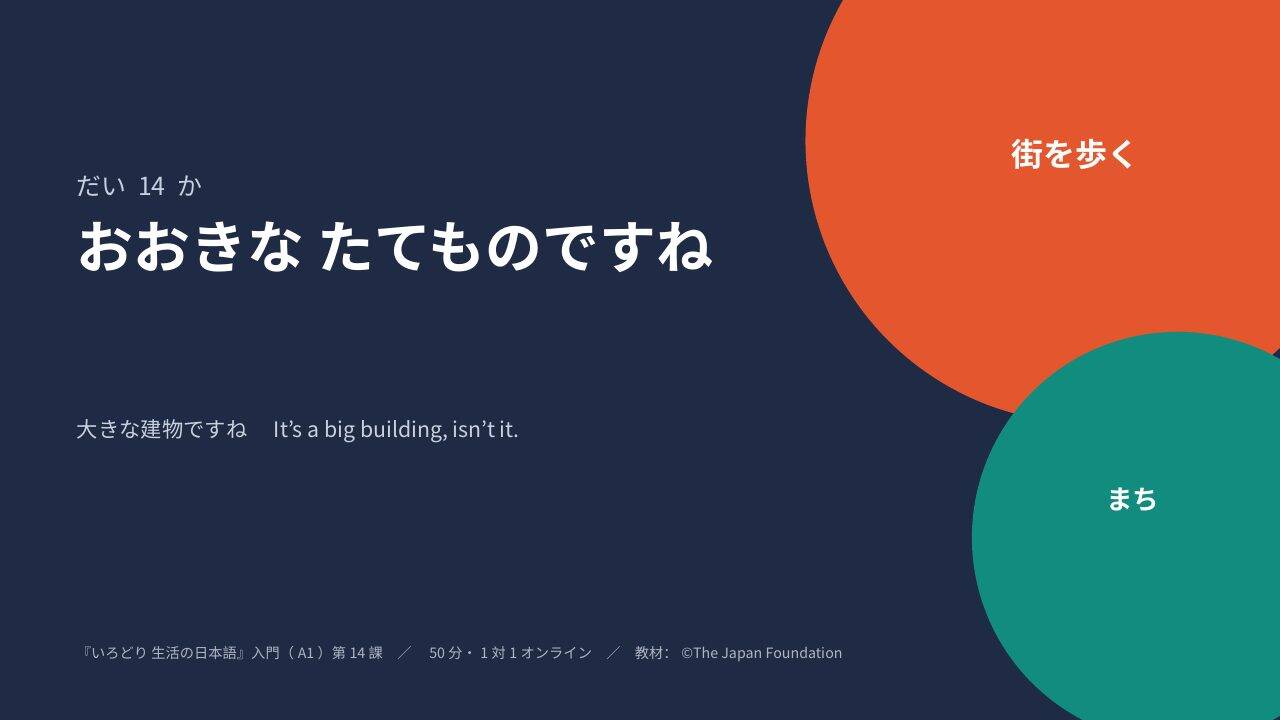 だい 14 か
おおきな たてものですね
大きな建物ですね It’s a big building, isn’t it.
街を歩く
まち
『いろどり 生活の日本語』入門（ A1 ）第 14 課 ／ 50 分・ 1 対 1 オンライン ／ 教材： ©The Japan Foundation